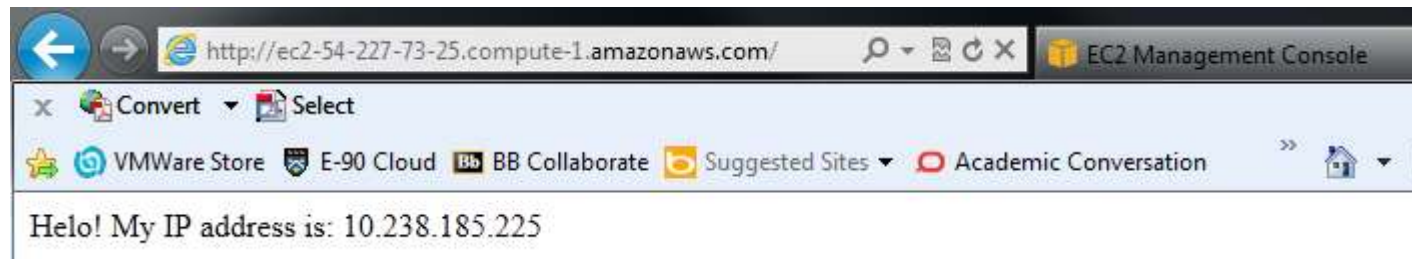 http://ec2-54-227-73-25.compute-1.amazonaws.com/ EC2 Management Console
x Convert Select
VMWare Store E-90 Cloud Bb BB Collaborate Suggested Sites Academic Conversation »
Helo! My IP address is: 10.238.185.225